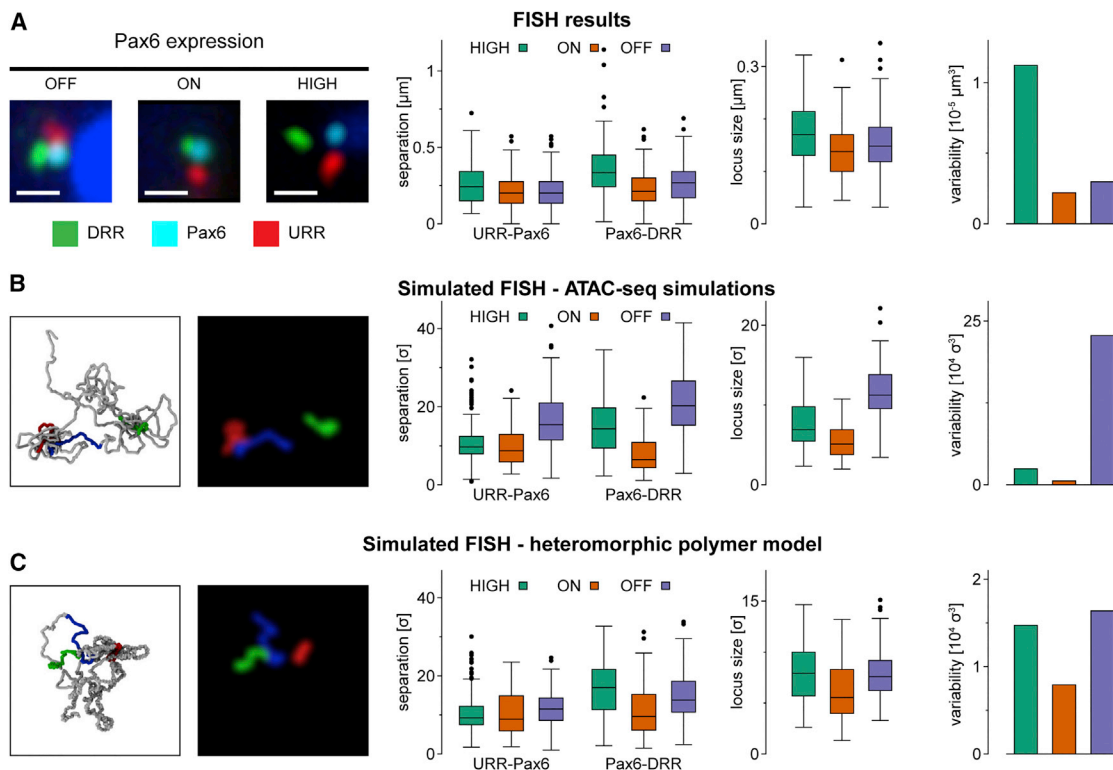 A
FISH results
Pax6 expression
OFF ON HIGH
DRR Pax6 URR
HIGH ON OFF
separation [µm]
1
0.5
0
URR-Pax6 Pax6-DRR
locus size [µm]
0.3
0
variability [10⁻⁵ µm³]
1
0
B
Simulated FISH - ATAC-seq simulations
HIGH ON OFF
separation [σ]
40
20
0
URR-Pax6 Pax6-DRR
locus size [σ]
20
0
variability [10⁴ σ³]
25
0
C
Simulated FISH - heteromorphic polymer model
HIGH ON OFF
separation [σ]
40
20
0
URR-Pax6 Pax6-DRR
locus size [σ]
15
0
variability [10⁴ σ³]
2
1
0